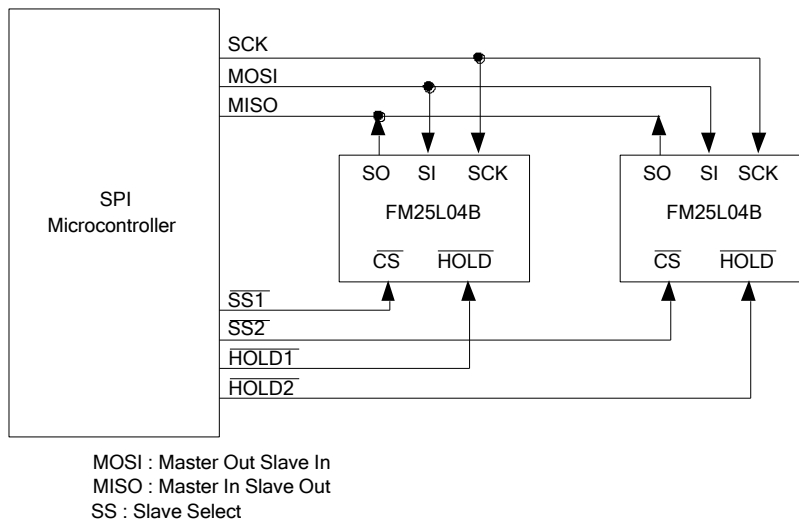 SCK
MOSI
MISO
SO SI SCK
SO SI SCK
SPI
Microcontroller
FM25L04B
FM25L04B
CS HOLD
CS HOLD
SS1
SS2
HOLD1
HOLD2
MOSI : Master Out Slave In
MISO : Master In Slave Out
SS : Slave Select